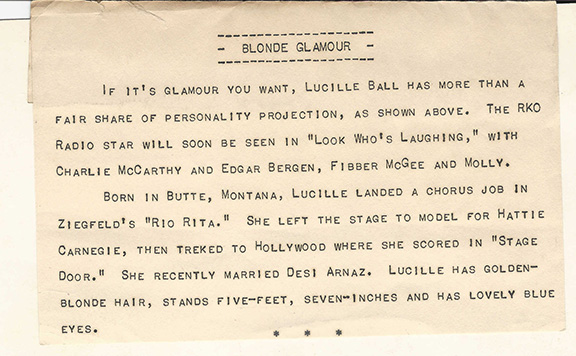 - BLONDE GLAMOUR -
IF IT'S GLAMOUR YOU WANT, LUCILLE BALL HAS MORE THAN A
FAIR SHARE OF PERSONALITY PROJECTION, AS SHOWN ABOVE. THE RKO
RADIO STAR WILL SOON BE SEEN IN "LOOK WHO'S LAUGHING," WITH
CHARLIE MCCARTHY AND EDGAR BERGEN, FIBBER MCGEE AND MOLLY.
BORN IN BUTTE, MONTANA, LUCILLE LANDED A CHORUS JOB IN
ZIEGFELD'S "RIO RITA." SHE LEFT THE STAGE TO MODEL FOR HATTIE
CARNEGIE, THEN TREKED TO HOLLYWOOD WHERE SHE SCORED IN "STAGE
DOOR." SHE RECENTLY MARRIED DESI ARNAZ. LUCILLE HAS GOLDEN-
BLONDE HAIR, STANDS FIVE-FEET, SEVEN-INCHES AND HAS LOVELY BLUE
EYES.
* * *